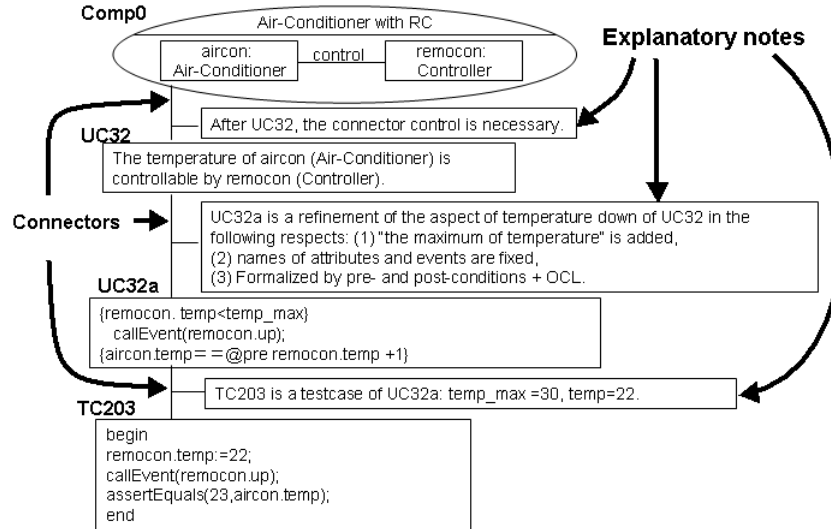 Comp0
Air-Conditioner with RC
aircon:
Air-Conditioner
control
remocon:
Controller
Explanatory notes
After UC32, the connector control is necessary.
UC32
The temperature of aircon (Air-Conditioner) is
controllable by remocon (Controller).
Connectors
UC32a is a refinement of the aspect of temperature down of UC32 in the
following respects: (1) "the maximum of temperature" is added,
(2) names of attributes and events are fixed,
(3) Formalized by pre- and post-conditions + OCL.
UC32a
{remocon. temp<temp_max}
callEvent(remocon.up);
{aircon.temp＝＝@pre remocon.temp +1}
TC203 is a testcase of UC32a: temp_max =30, temp=22.
TC203
begin
remocon.temp:=22;
callEvent(remocon.up);
assertEquals(23,aircon.temp);
end